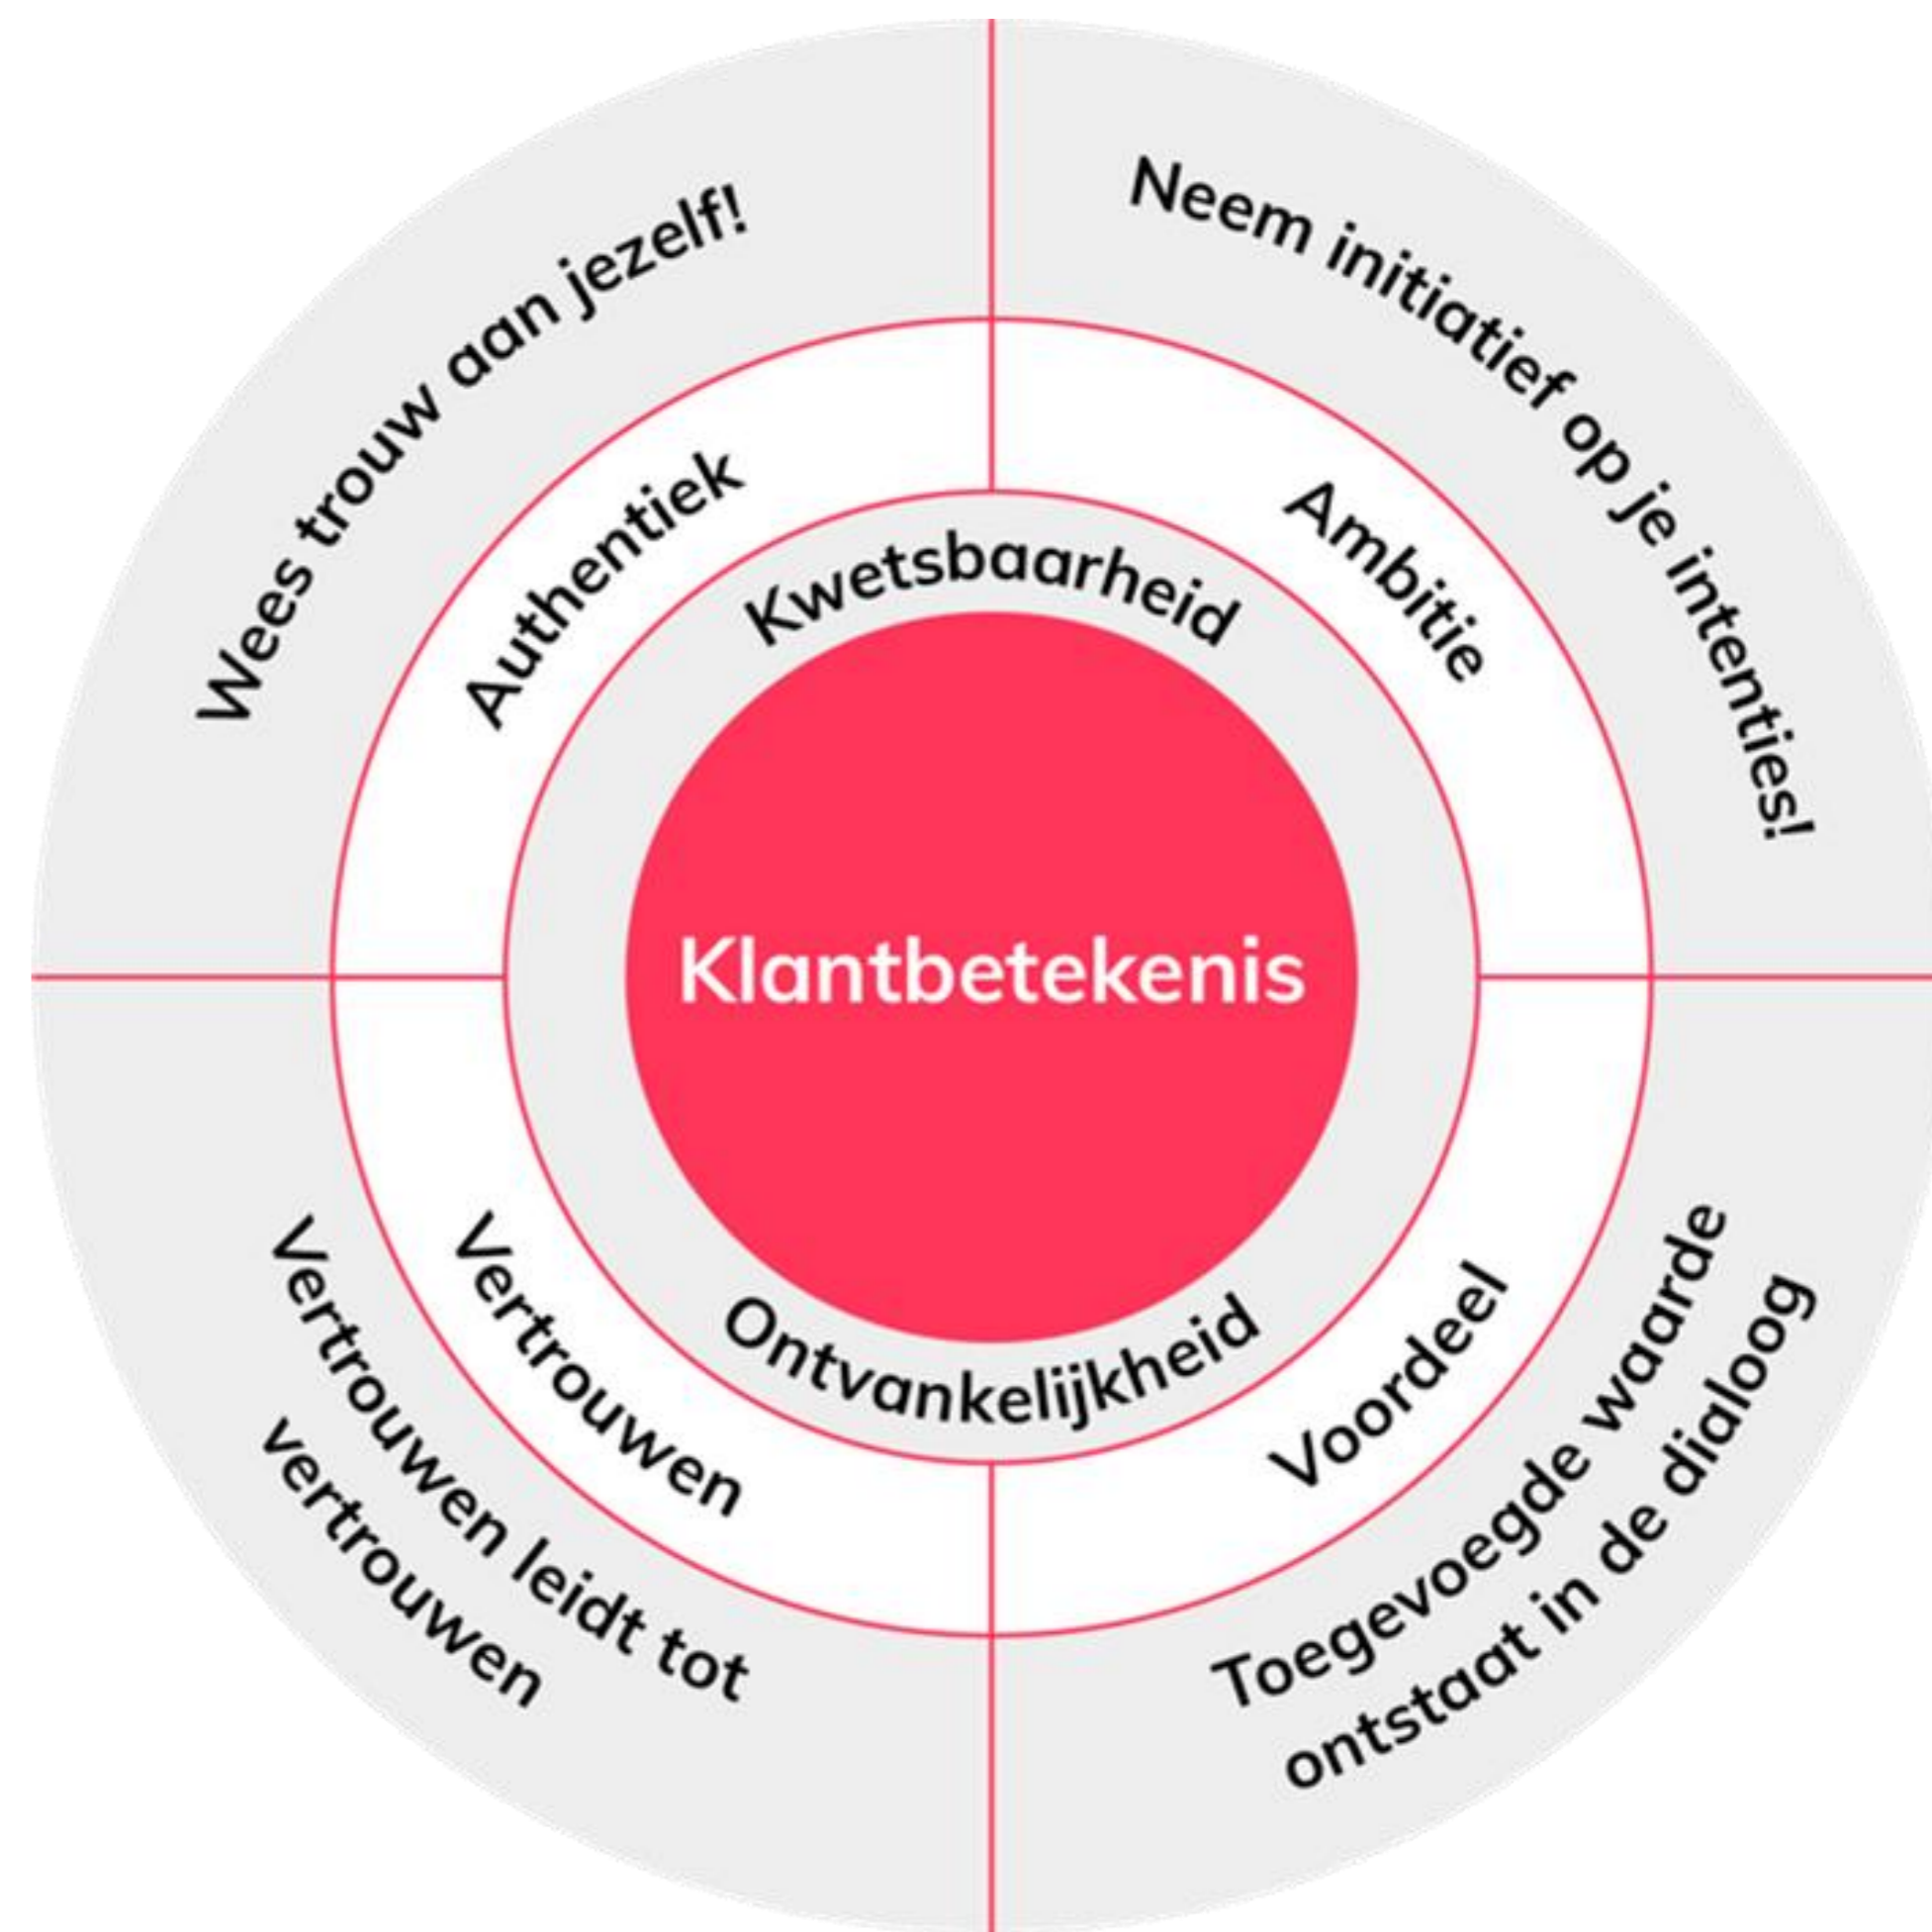 Wees trouw aan jezelf!
Neem initiatief op je intenties!
Authentiek
Ambitie
Kwetsbaarheid
Klantbetekenis
Ontvankelijkheid
Vertrouwen
Voordeel
Vertrouwen leidt tot
vertrouwen
Toegevoegde waarde
ontstaat in de dialoog